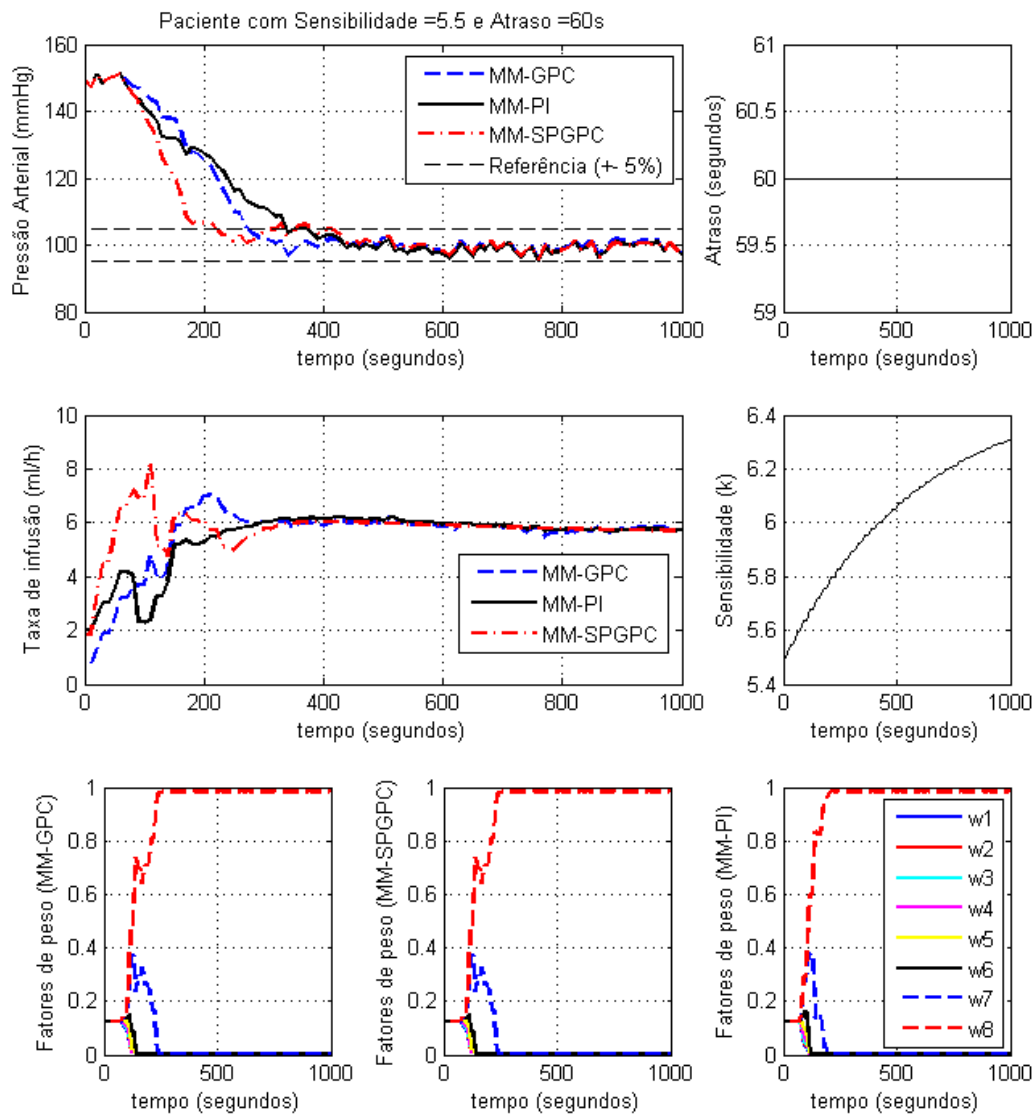 Paciente com Sensibilidade =5.5 e Atraso =60s
160
140
120
100
80
Pressão Arterial (mmHg)
MM-GPC
MM-PI
MM-SPGPC
Referência (+- 5%)
0 200 400 600 800 1000
tempo (segundos)
61
60.5
60
59.5
59
Atraso (segundos)
0 500 1000
tempo (segundos)
10
8
6
4
2
0
Taxa de infusão (ml/h)
MM-GPC
MM-PI
MM-SPGPC
0 200 400 600 800 1000
tempo (segundos)
6.4
6.2
6
5.8
5.6
5.4
Sensibilidade (k)
0 500 1000
tempo (segundos)
1
0.8
0.6
0.4
0.2
0
Fatores de peso (MM-GPC)
0 500 1000
tempo (segundos)
1
0.8
0.6
0.4
0.2
0
Fatores de peso (MM-SPGPC)
0 500 1000
tempo (segundos)
1
0.8
0.6
0.4
0.2
0
Fatores de peso (MM-PI)
w1
w2
w3
w4
w5
w6
w7
w8
0 500 1000
tempo (segundos)